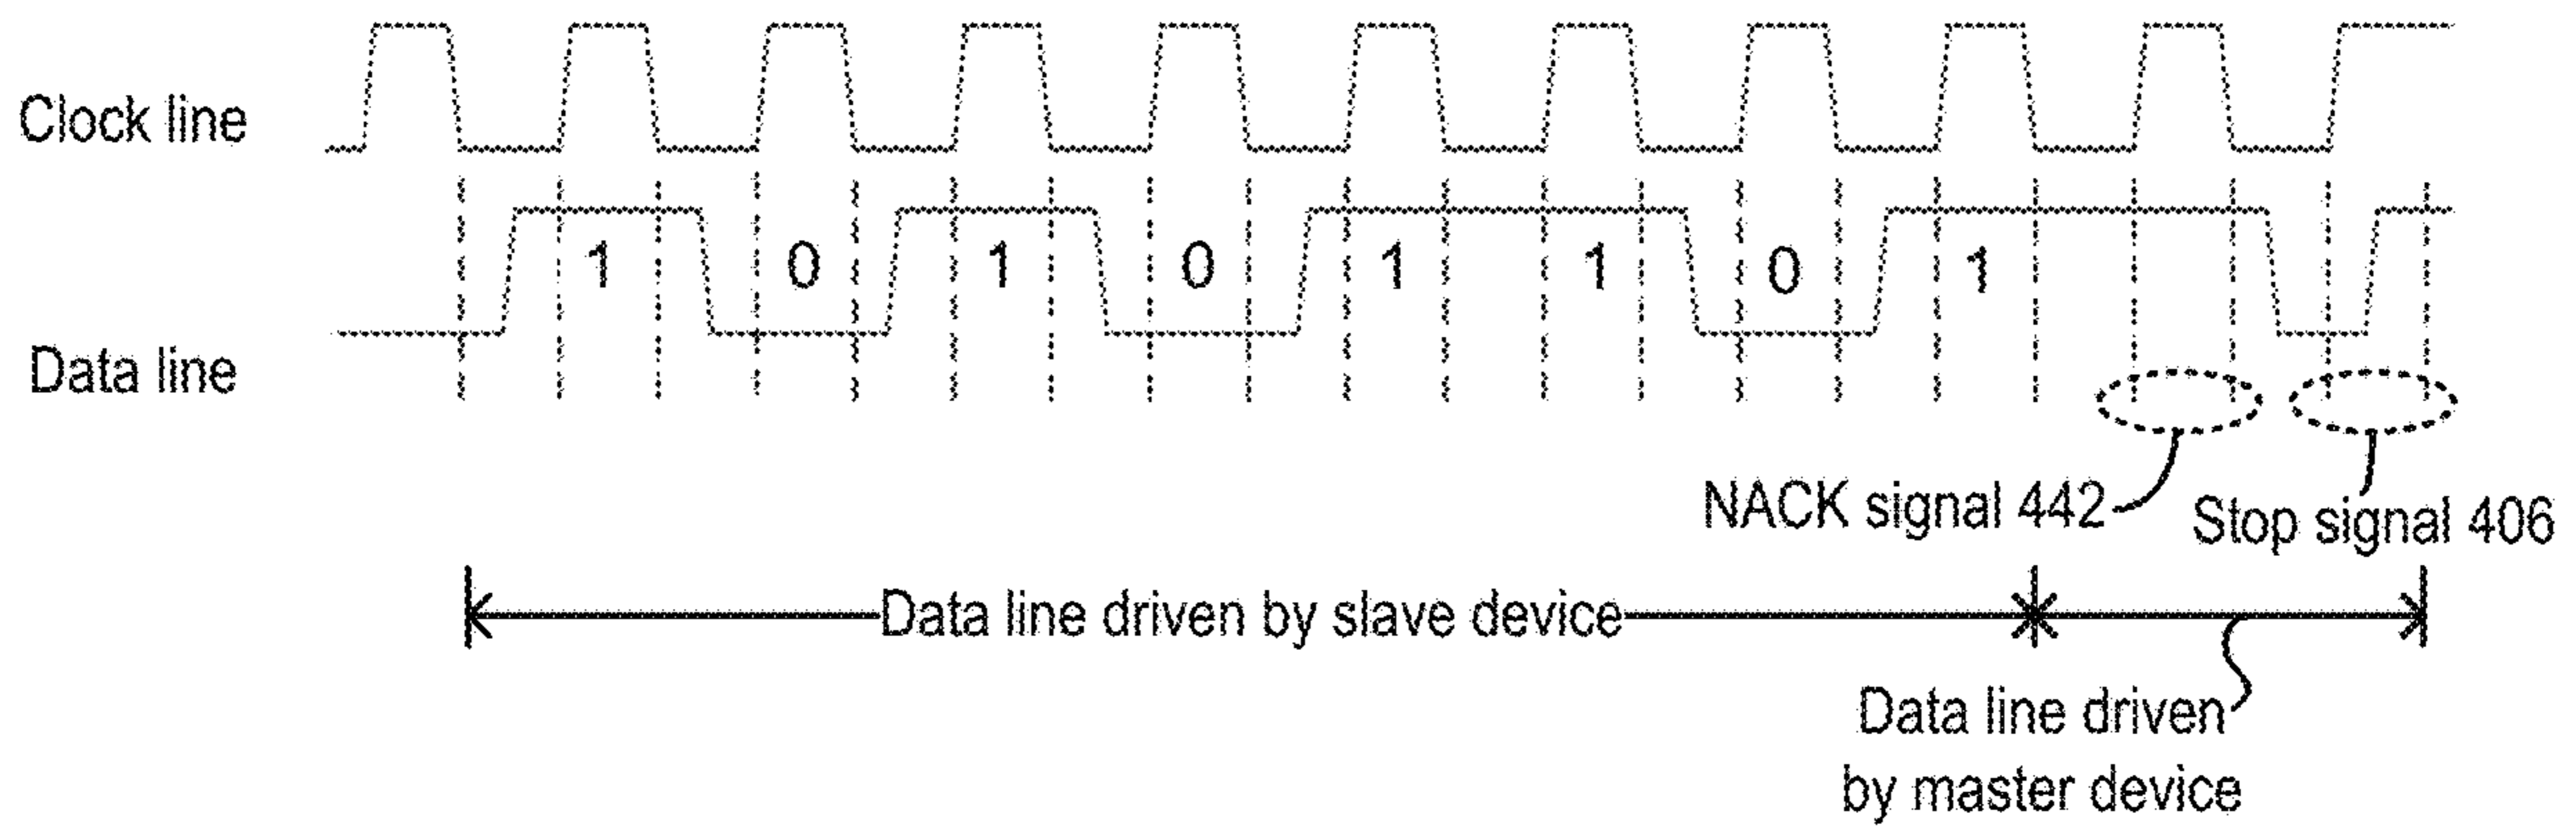 Clock line
1 0 1 0 1 1 0 1
Data line
NACK signal 442
Stop signal 406
Data line driven by slave device
Data line driven
by master device